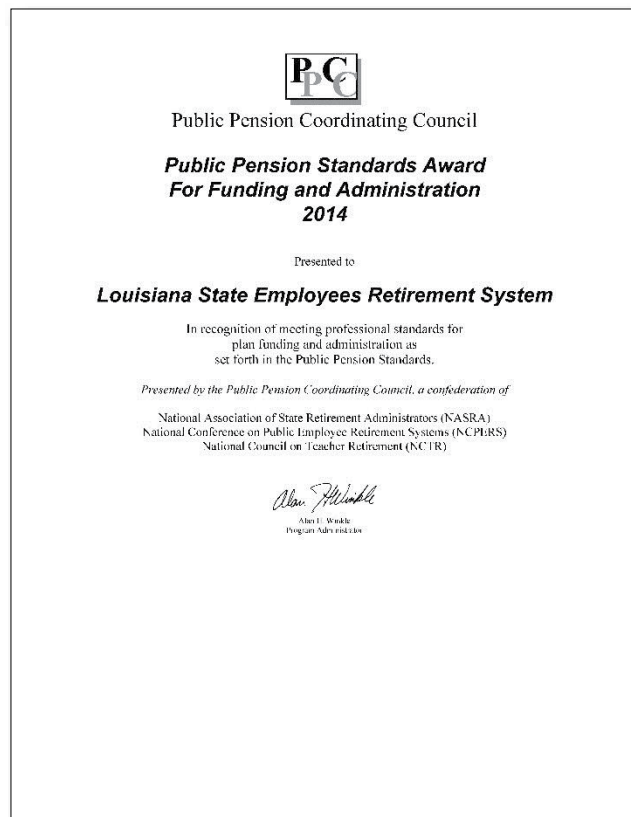 PPCC
Public Pension Coordinating Council
Public Pension Standards Award
For Funding and Administration
2014
Presented to
Louisiana State Employees Retirement System
In recognition of meeting professional standards for
plan funding and administration as
set forth in the Public Pension Standards.
Presented by the Public Pension Coordinating Council, a confederation of
National Association of State Retirement Administrators (NASRA)
National Conference on Public Employee Retirement Systems (NCPERS)
National Council on Teacher Retirement (NCTR)
Alan H. Winkle
Alan H. Winkle
Program Administrator